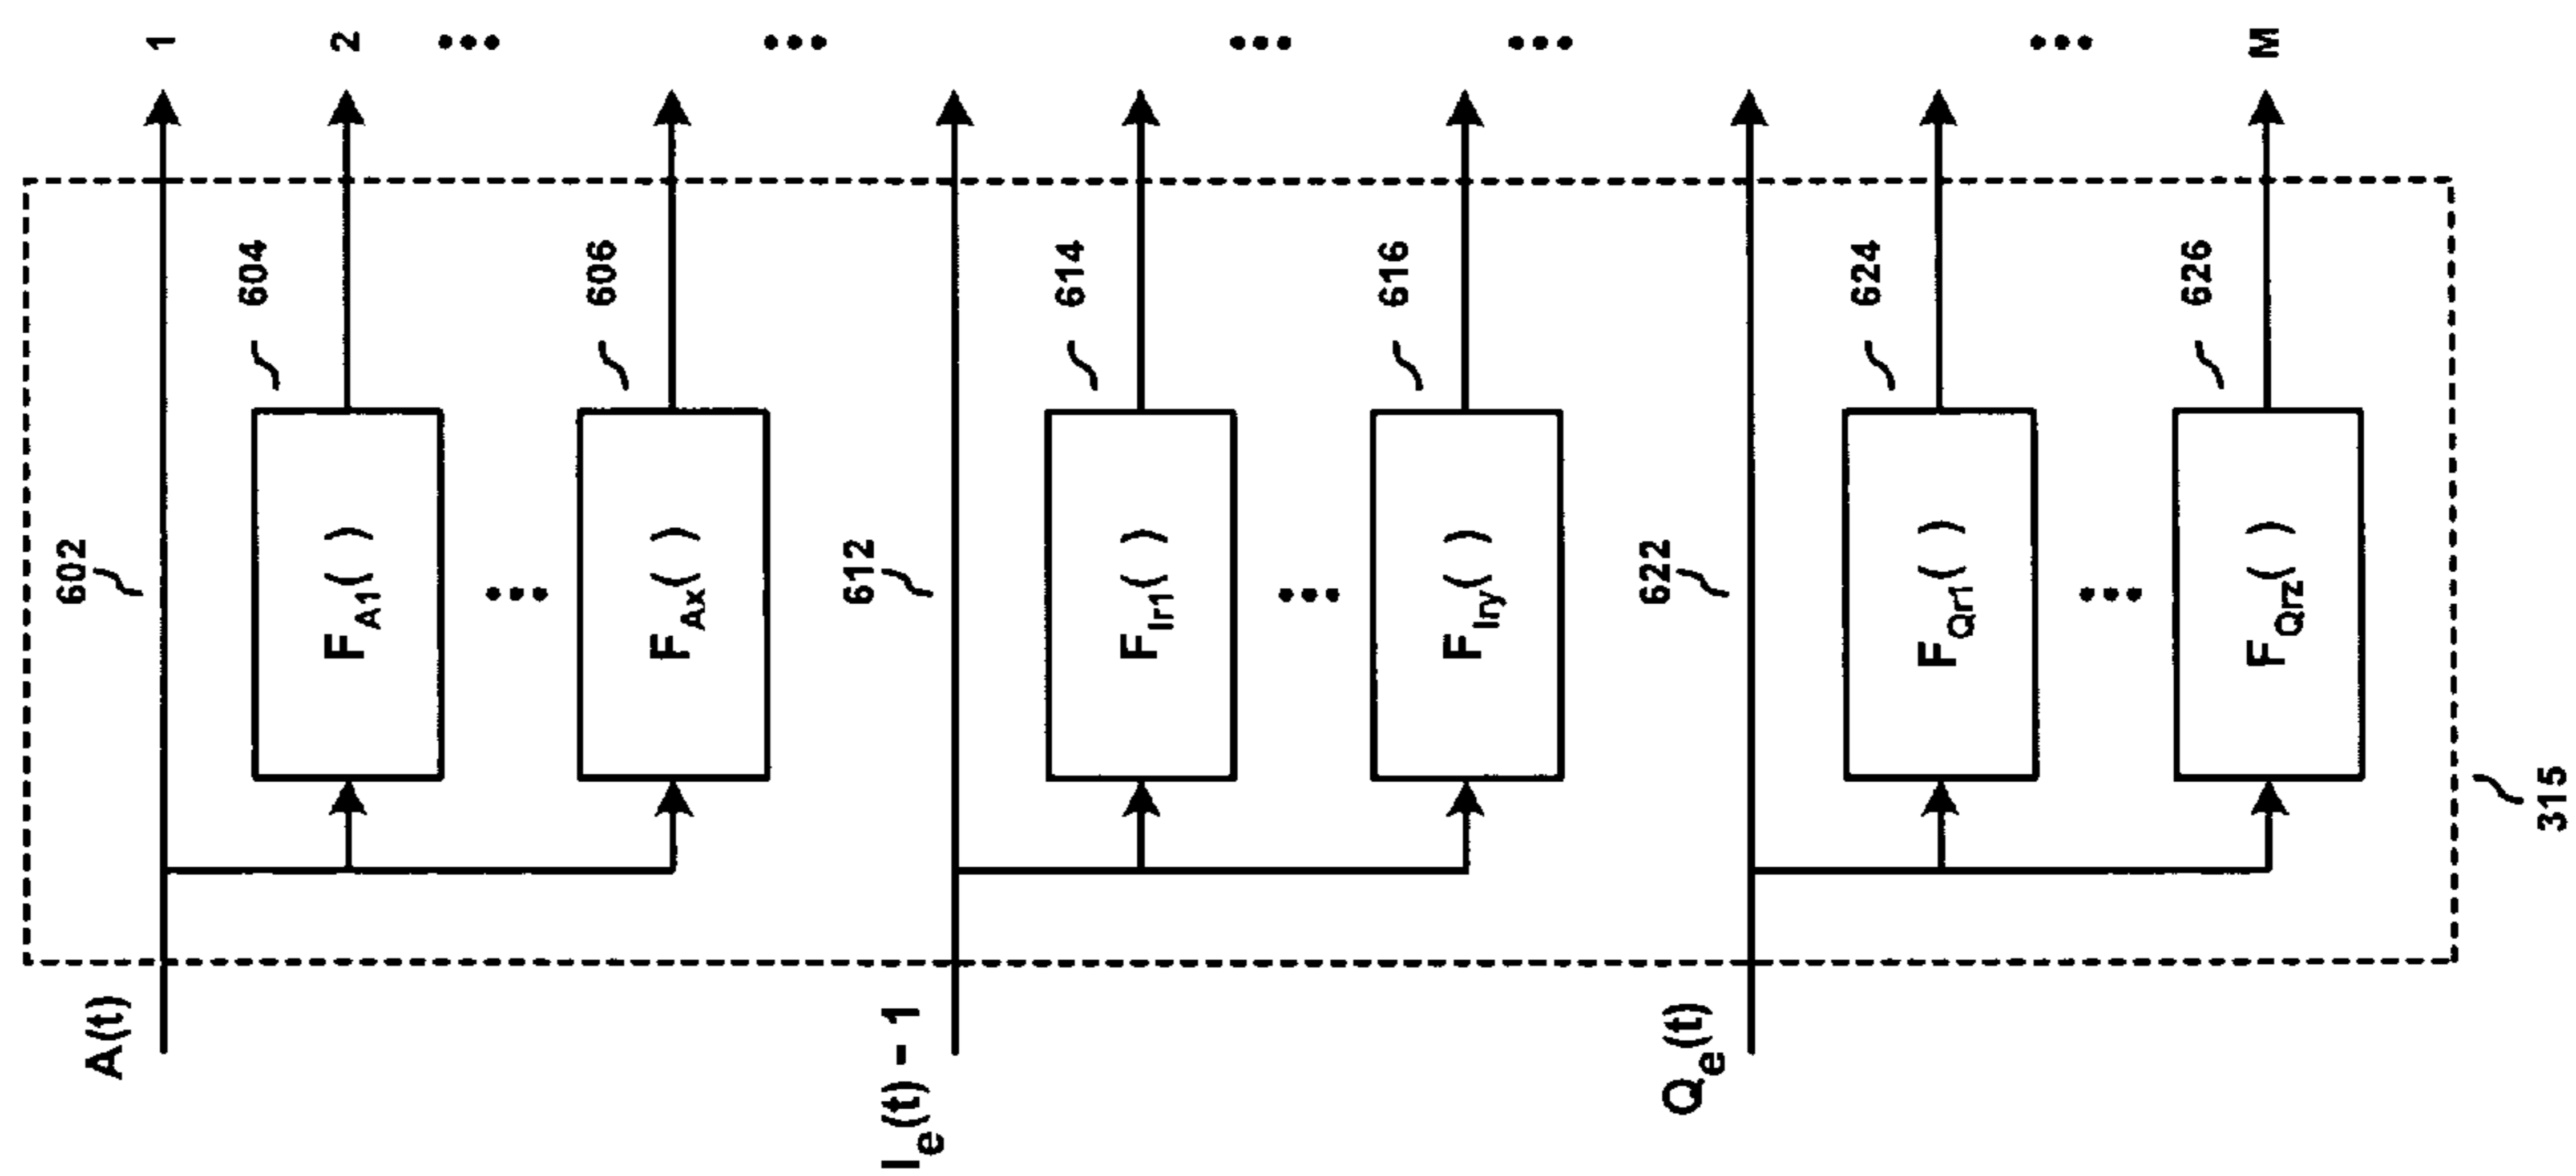 A(t)
602
1
604
F_A1( )
2
606
F_Ax( )
I_e(t) - 1
612
614
F_Ir1( )
616
F_Iry( )
Q_e(t)
622
624
F_Qr1( )
626
F_Qrz( )
M
315